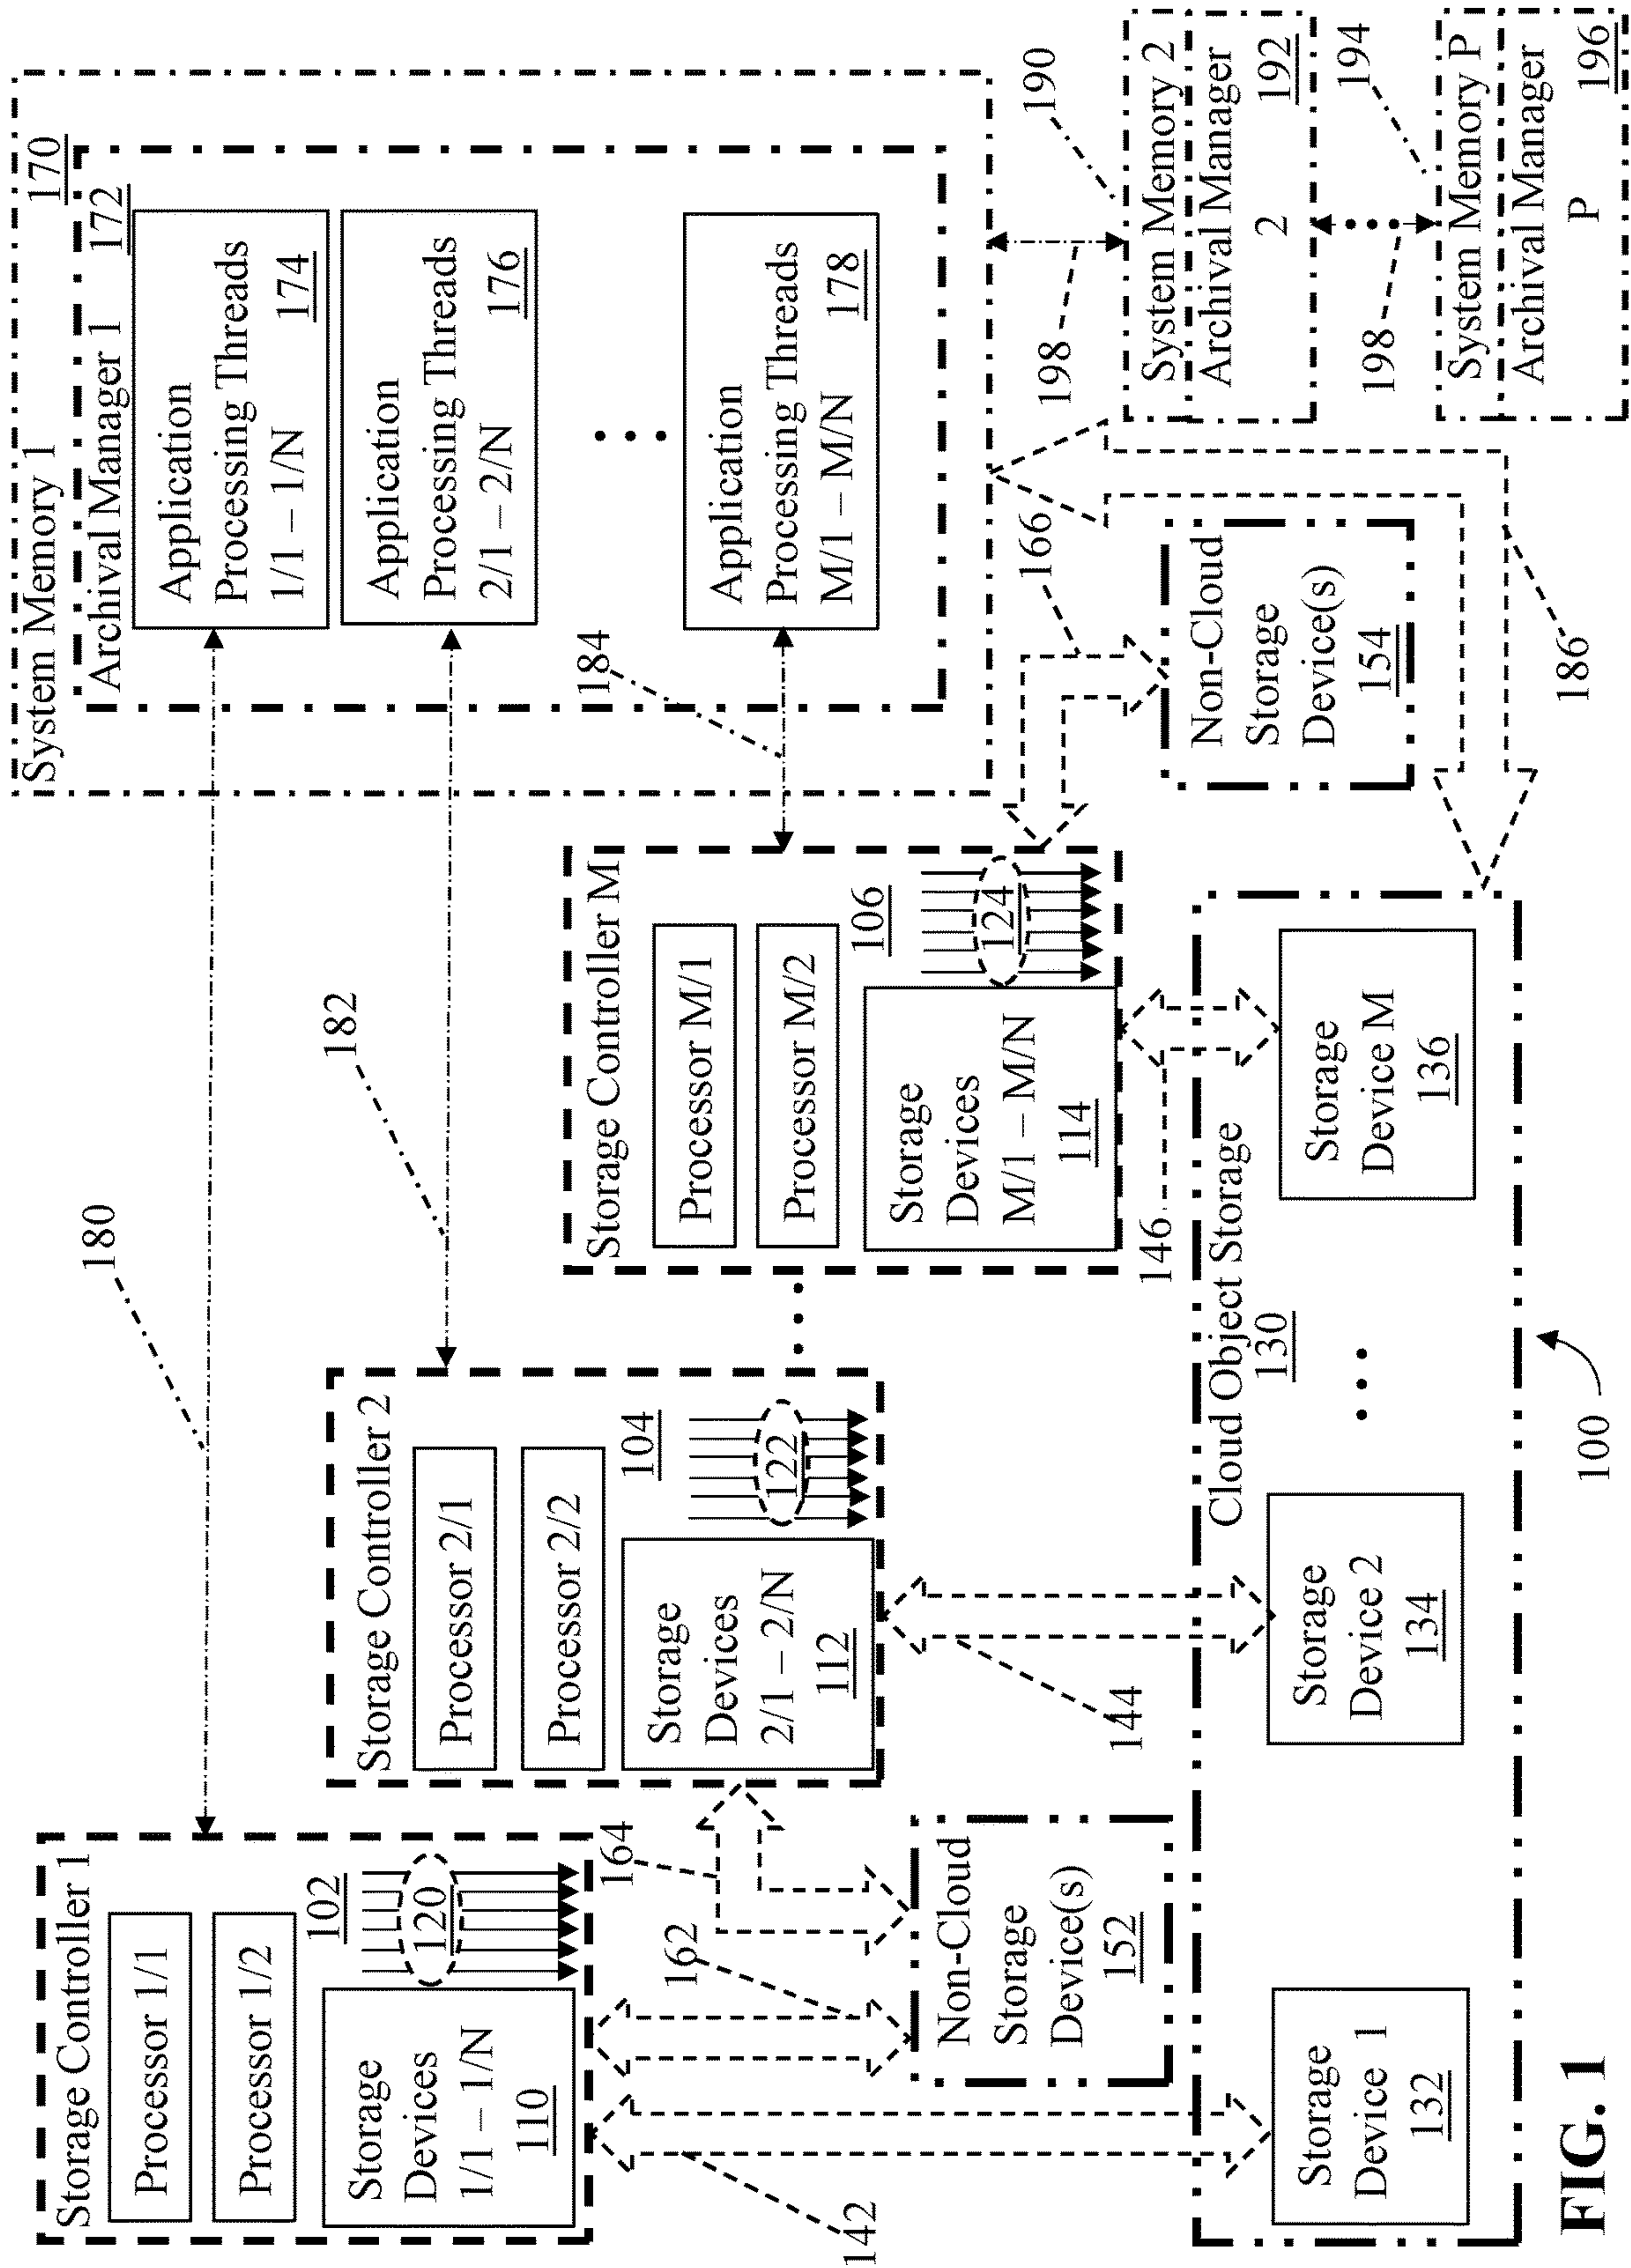 System Memory 1
170
Archival Manager 1
172
Application
Processing Threads
1/1 – 1/N
174
Application
Processing Threads
2/1 – 2/N
176
Application
Processing Threads
M/1 – M/N
178
180
182
184
Storage Controller 1
Processor 1/1
Processor 1/2
102
120
Storage
Devices
1/1 – 1/N
110
Storage Controller 2
Processor 2/1
Processor 2/2
104
122
Storage
Devices
2/1 – 2/N
112
Storage Controller M
Processor M/1
Processor M/2
106
124
Storage
Devices
M/1 – M/N
114
142
162
164
144
146
166
186
190
198
System Memory 2
Archival Manager
2
192
194
198
System Memory P
Archival Manager
P
196
Non-Cloud
Storage
Device(s)
152
Non-Cloud
Storage
Device(s)
154
Cloud Object Storage
130
Storage
Device 1
132
Storage
Device 2
134
Storage
Device M
136
100
FIG. 1